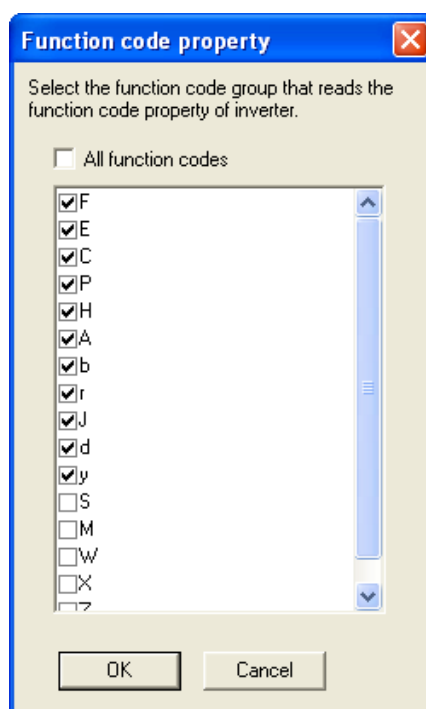 Function code property
Select the function code group that reads the
function code property of inverter.
All function codes
F
E
C
P
H
A
b
r
J
d
y
S
M
W
X
OK
Cancel